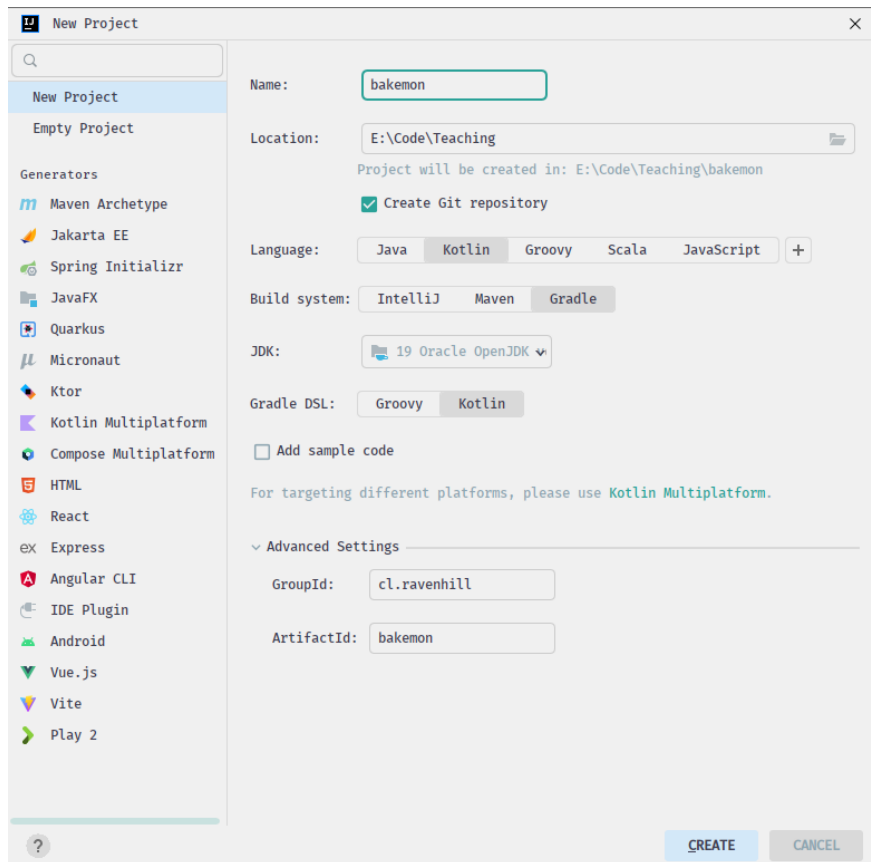 New Project
New Project
Empty Project
Generators
Maven Archetype
Jakarta EE
Spring Initializr
JavaFX
Quarkus
Micronaut
Ktor
Kotlin Multiplatform
Compose Multiplatform
HTML
React
Express
Angular CLI
IDE Plugin
Android
Vue.js
Vite
Play 2
Name: bakemon
Location: E:\Code\Teaching
Project will be created in: E:\Code\Teaching\bakemon
Create Git repository
Language: Java Kotlin Groovy Scala JavaScript +
Build system: IntelliJ Maven Gradle
JDK: 19 Oracle OpenJDK
Gradle DSL: Groovy Kotlin
Add sample code
For targeting different platforms, please use Kotlin Multiplatform.
Advanced Settings
GroupId: cl.ravenhill
ArtifactId: bakemon
? CREATE CANCEL